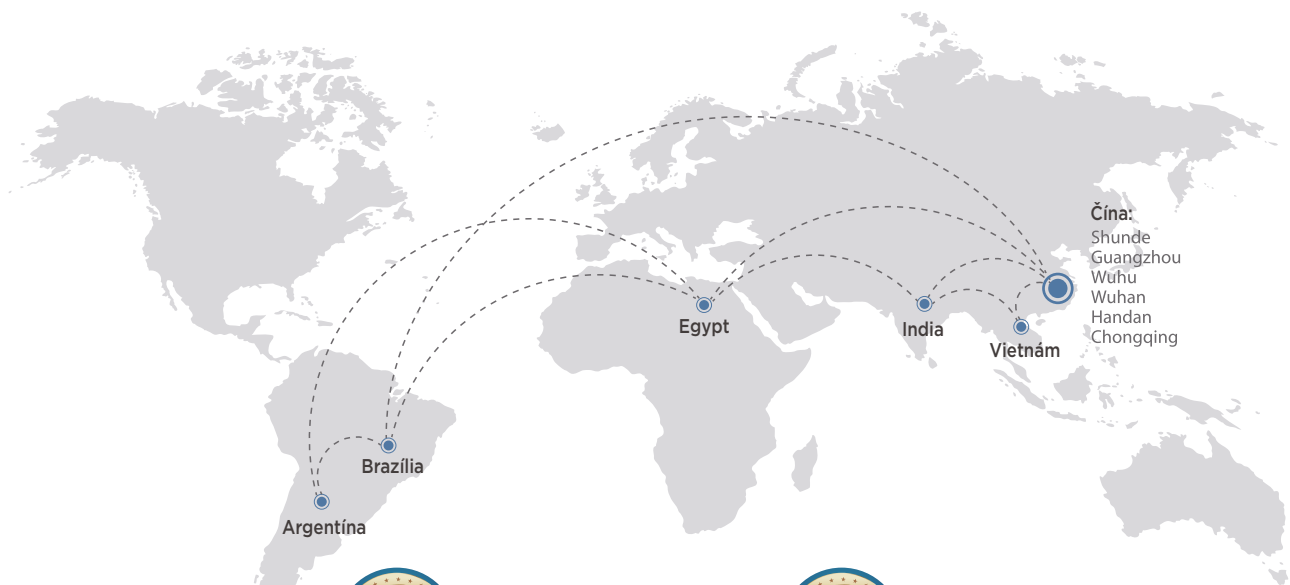 Čína:
Shunde
Guangzhou
Wuhu
Wuhan
Handan
Chongqing
Egypt
India
Vietnám
Brazília
Argentína